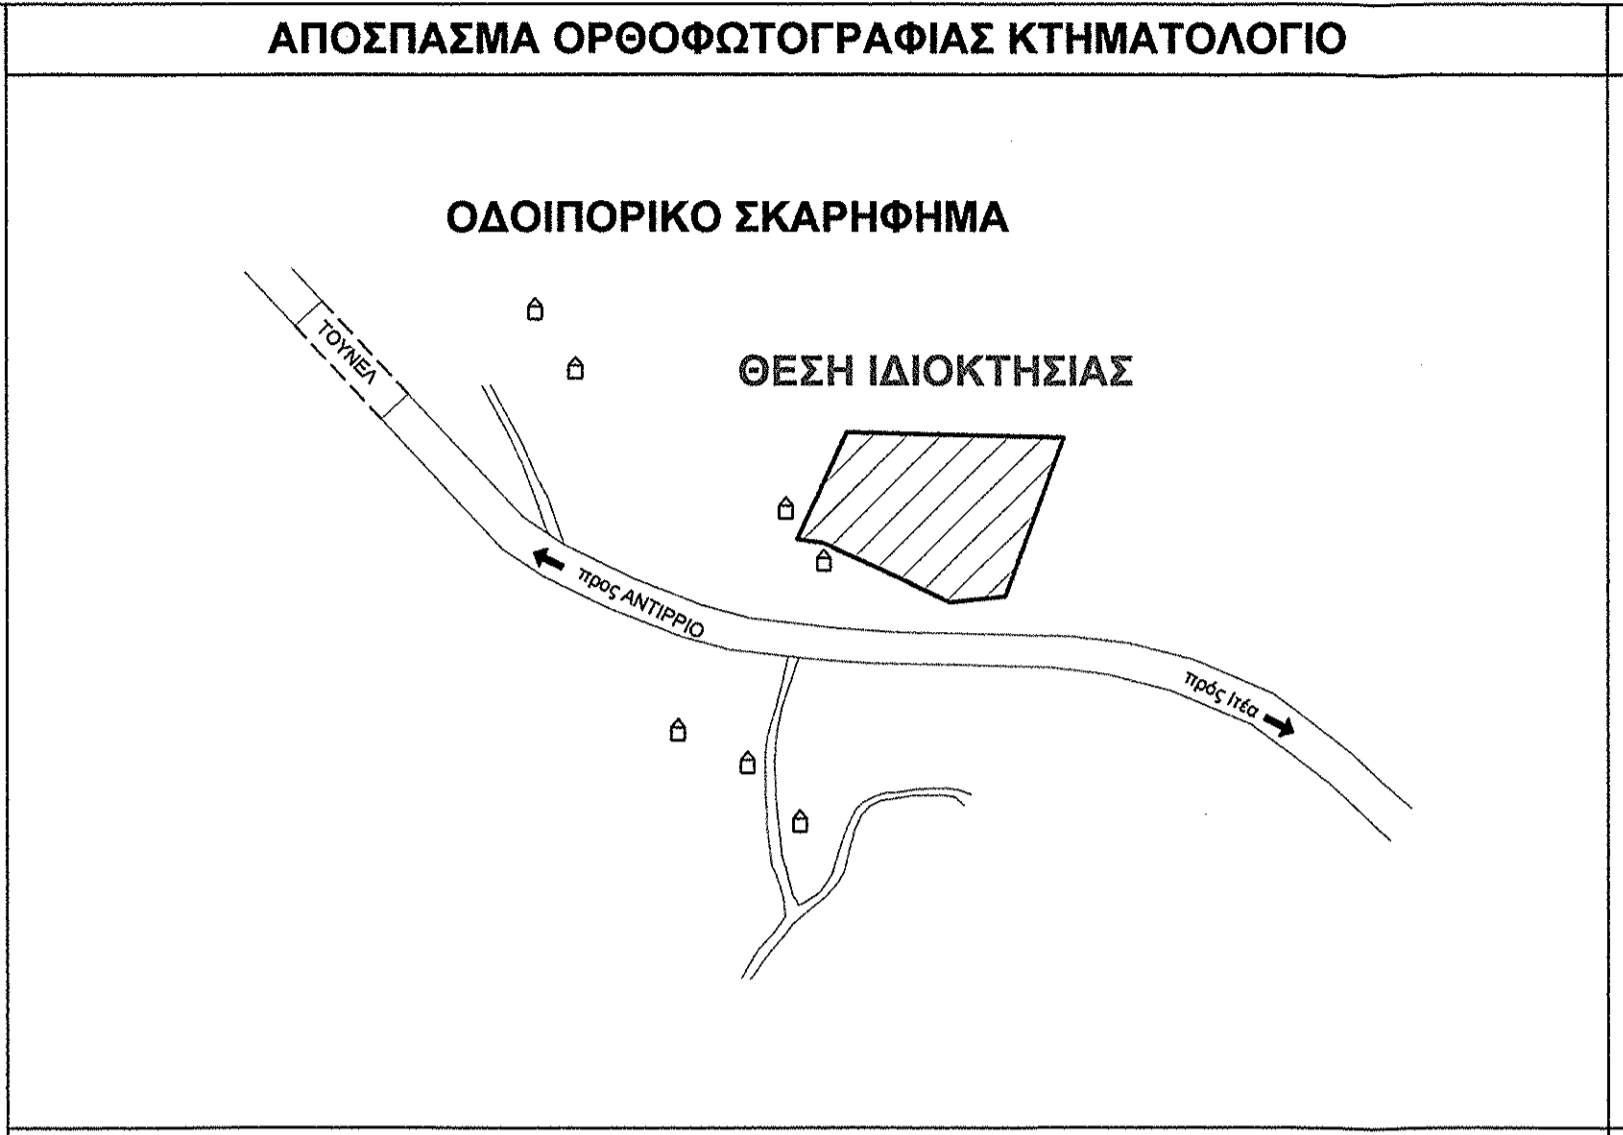 ΑΠΟΣΠΑΣΜΑ ΟΡΘΟΦΩΤΟΓΡΑΦΙΑΣ ΚΤΗΜΑΤΟΛΟΓΙΟ
ΟΔΟΙΠΟΡΙΚΟ ΣΚΑΡΗΦΗΜΑ
ΤΟΥΝΕΛ
ΘΕΣΗ ΙΔΙΟΚΤΗΣΙΑΣ
προς ΑΝΤΙΡΡΙΟ
πρός Ιτέα